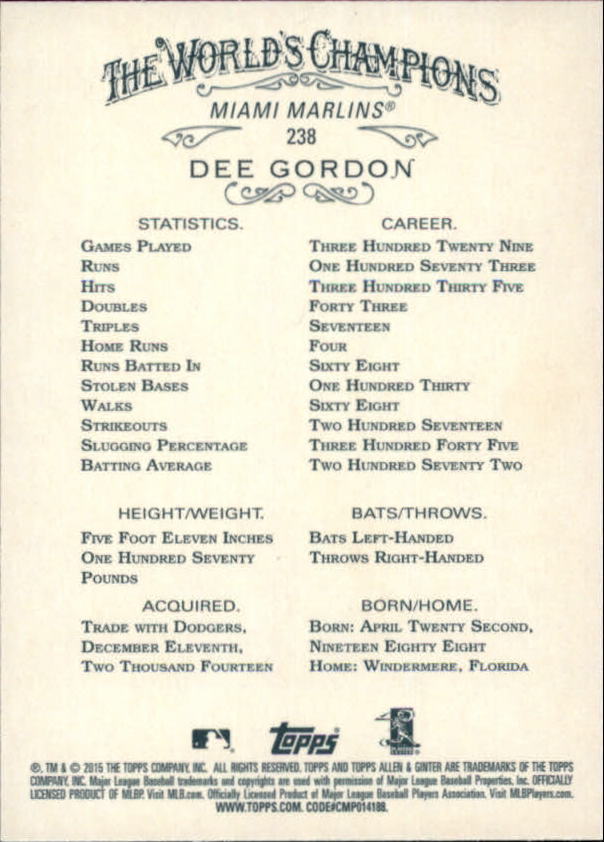 THE WORLD'S CHAMPIONS
MIAMI MARLINS®
238
DEE GORDON
STATISTICS. CAREER.
GAMES PLAYED THREE HUNDRED TWENTY NINE
RUNS ONE HUNDRED SEVENTY THREE
HITS THREE HUNDRED THIRTY FIVE
DOUBLES FORTY THREE
TRIPLES SEVENTEEN
HOME RUNS FOUR
RUNS BATTED IN SIXTY EIGHT
STOLEN BASES ONE HUNDRED THIRTY
WALKS SIXTY EIGHT
STRIKEOUTS TWO HUNDRED SEVENTEEN
SLUGGING PERCENTAGE THREE HUNDRED FORTY FIVE
BATTING AVERAGE TWO HUNDRED SEVENTY TWO
HEIGHT/WEIGHT.
FIVE FOOT ELEVEN INCHES
ONE HUNDRED SEVENTY
POUNDS
BATS/THROWS.
BATS LEFT-HANDED
THROWS RIGHT-HANDED
ACQUIRED.
TRADE WITH DODGERS,
DECEMBER ELEVENTH,
TWO THOUSAND FOURTEEN
BORN/HOME.
BORN: APRIL TWENTY SECOND,
NINETEEN EIGHTY EIGHT
HOME: WINDERMERE, FLORIDA
topps
®, TM & © 2015 THE TOPPS COMPANY, INC. ALL RIGHTS RESERVED. TOPPS AND TOPPS ALLEN & GINTER ARE TRADEMARKS OF THE TOPPS
COMPANY, INC. Major League Baseball trademarks and copyrights are used with permission of Major League Baseball Properties, Inc. OFFICIALLY
LICENSED PRODUCT OF MLBP. Visit MLB.com. Officially Licensed Product of Major League Baseball Players Association. Visit MLBPlayers.com.
WWW.TOPPS.COM. CODE#CMP014188.